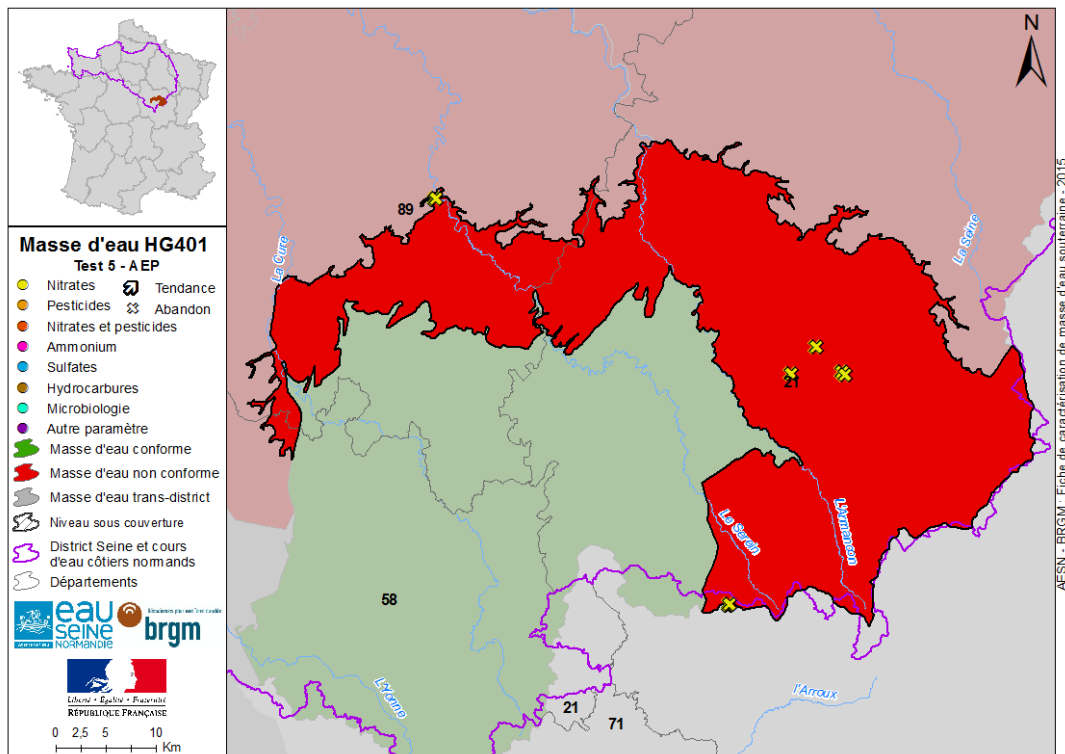 Masse d'eau HG401
Test 5 - AEP
Nitrates
Tendance
Pesticides
Abandon
Nitrates et pesticides
Ammonium
Sulfates
Hydrocarbures
Microbiologie
Autre paramètre
Masse d'eau conforme
Masse d'eau non conforme
Masse d'eau trans-district
Niveau sous couverture
District Seine et cours
d'eau côtiers normands
Départements
eau
SEINE
NORMANDIE
brgm
Liberté • Égalité • Fraternité
RÉPUBLIQUE FRANÇAISE
0 2,5 5 10
Km
N
89
La Cure
La Seine
21
Le Serein
L'Armancon
58
L'Yonne
l'Arroux
21
71
AESN - BRGM : Fiche de caractérisation de masse d'eau souterraine - 2015